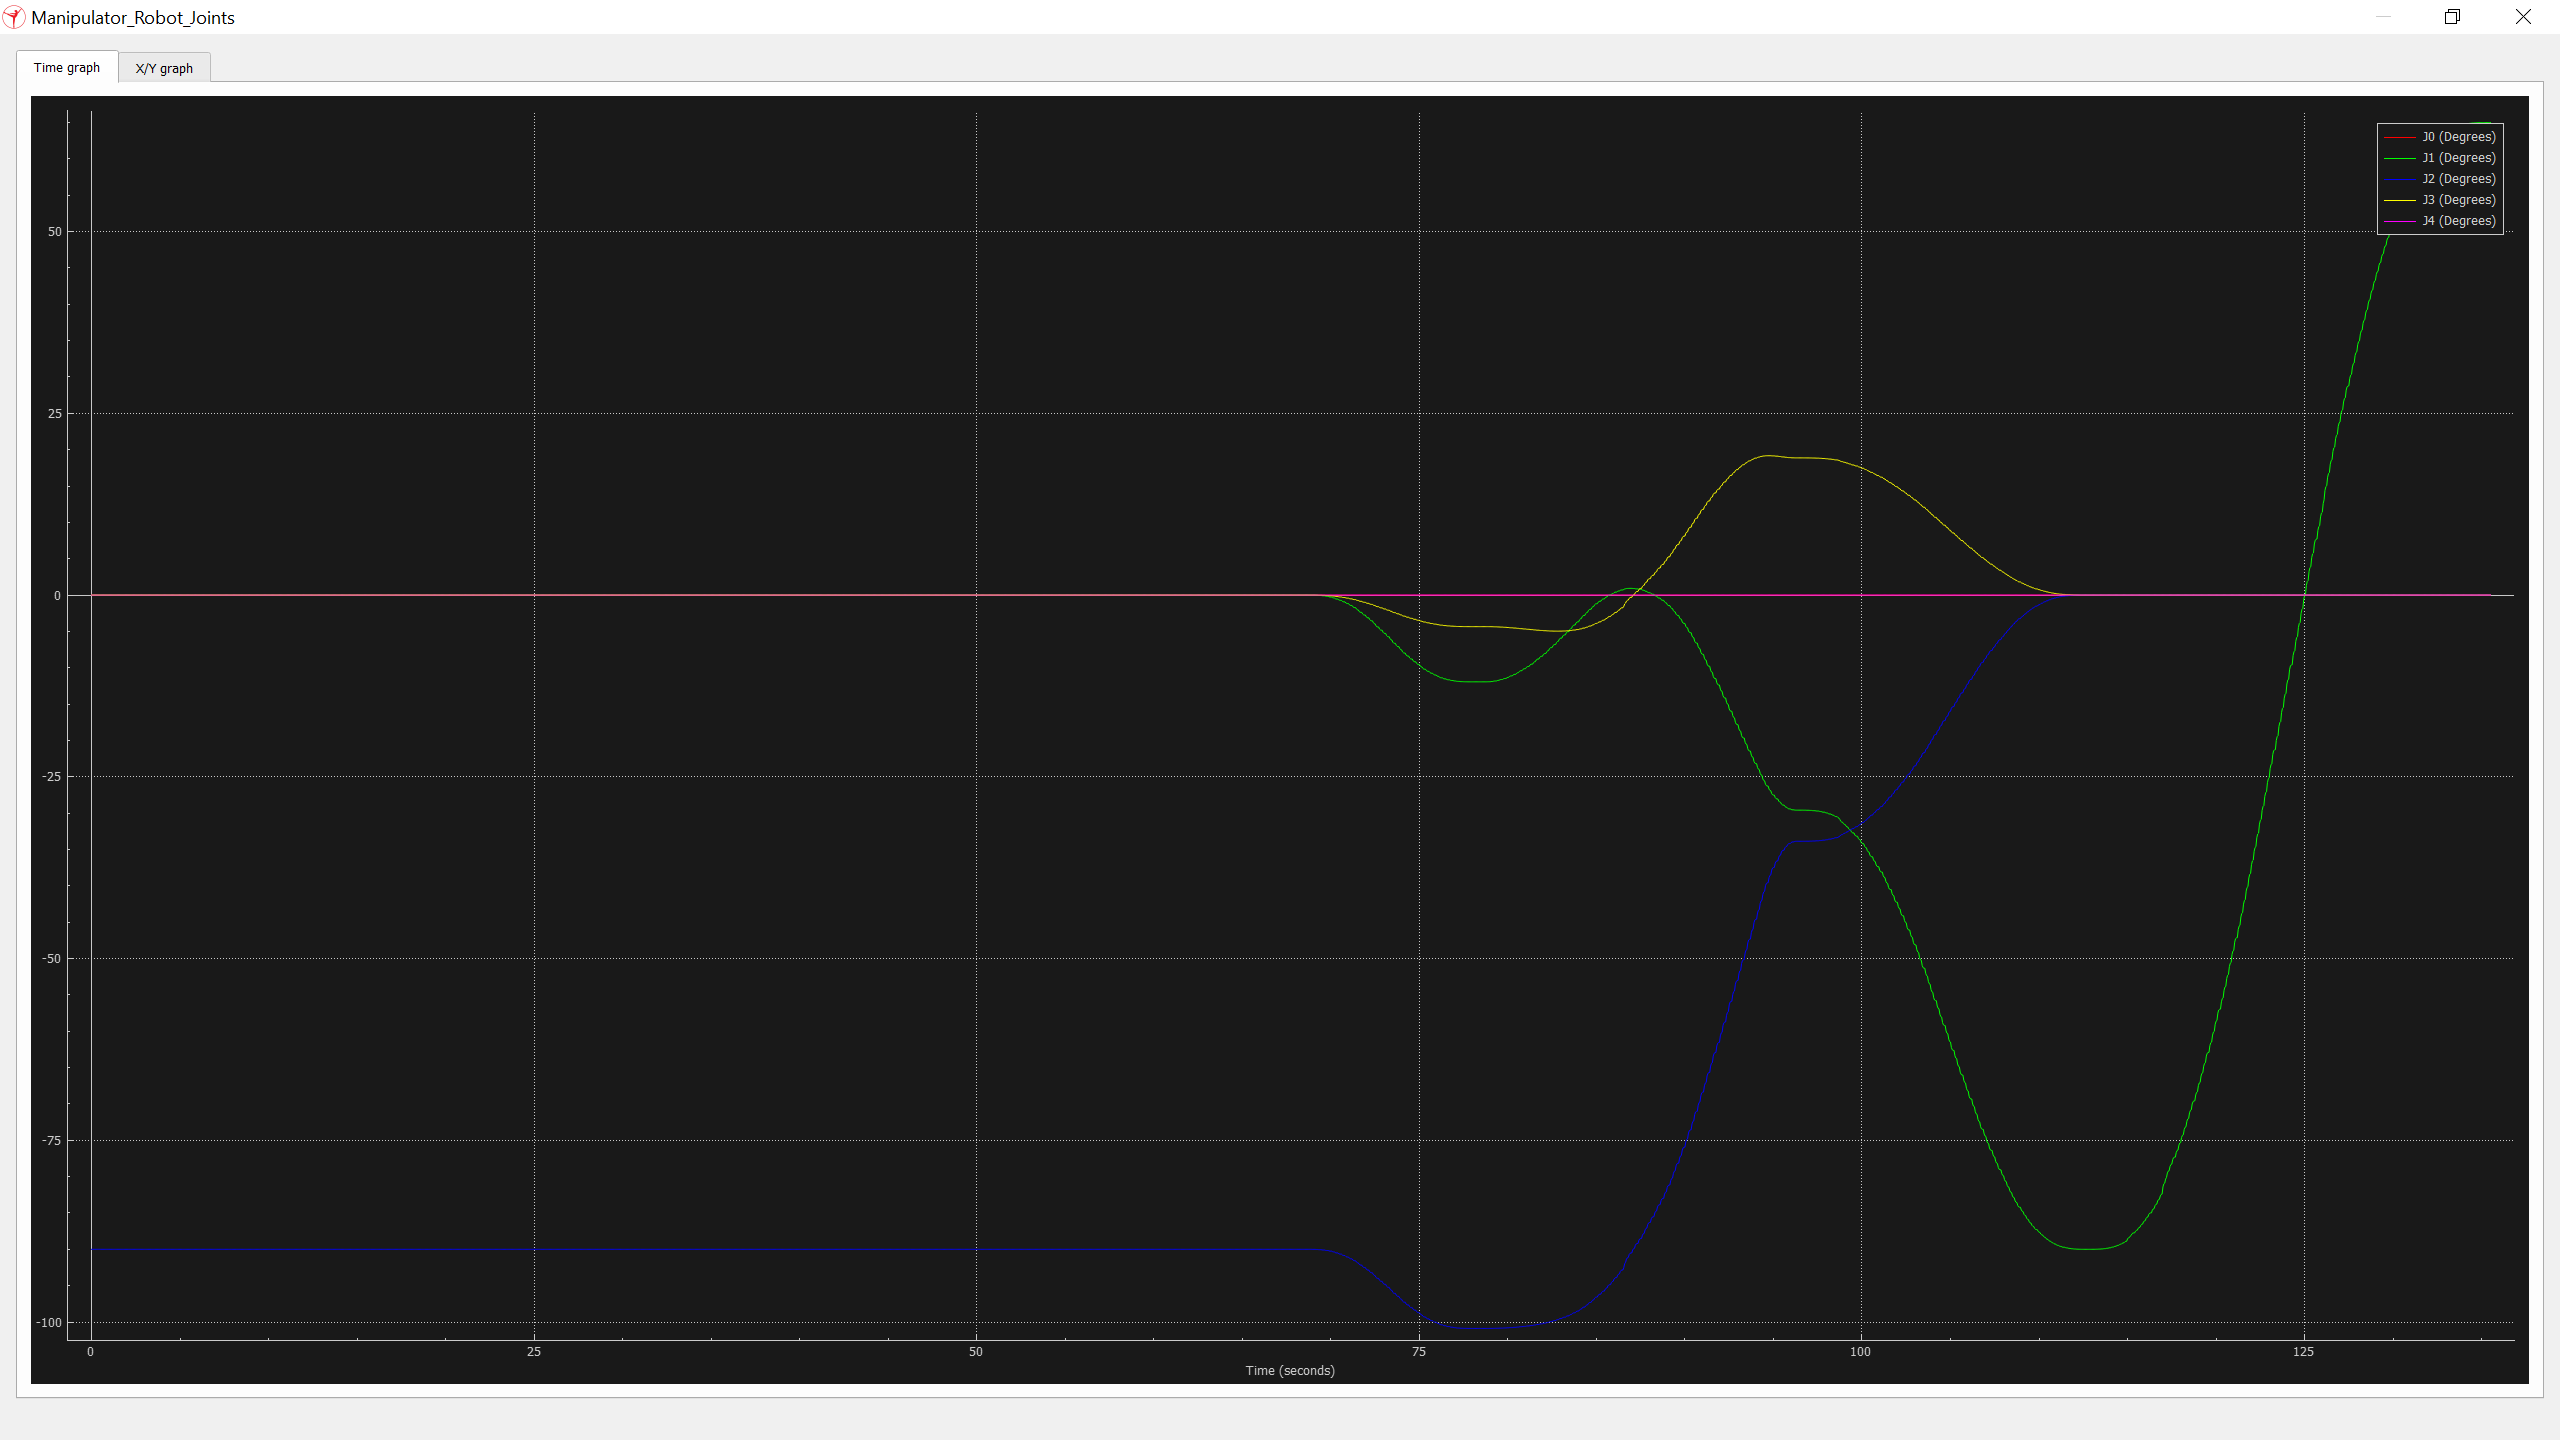 Manipulator_Robot_Joints
Time graph
X/Y graph
J0 (Degrees)
J1 (Degrees)
J2 (Degrees)
J3 (Degrees)
J4 (Degrees)
50
25
0
-25
-50
-75
-100
0 25 50 75 100 125
Time (seconds)